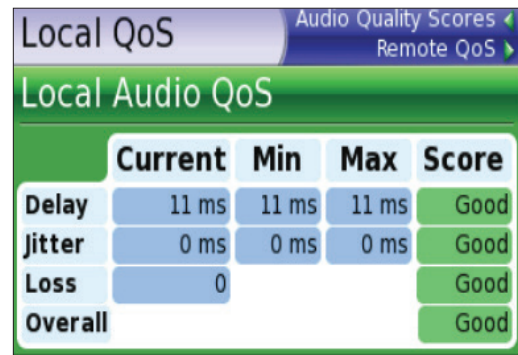 Local QoS
Audio Quality Scores
Remote QoS
Local Audio QoS
Current Min Max Score
Delay 11 ms 11 ms 11 ms Good
Jitter 0 ms 0 ms 0 ms Good
Loss 0 Good
Overall Good